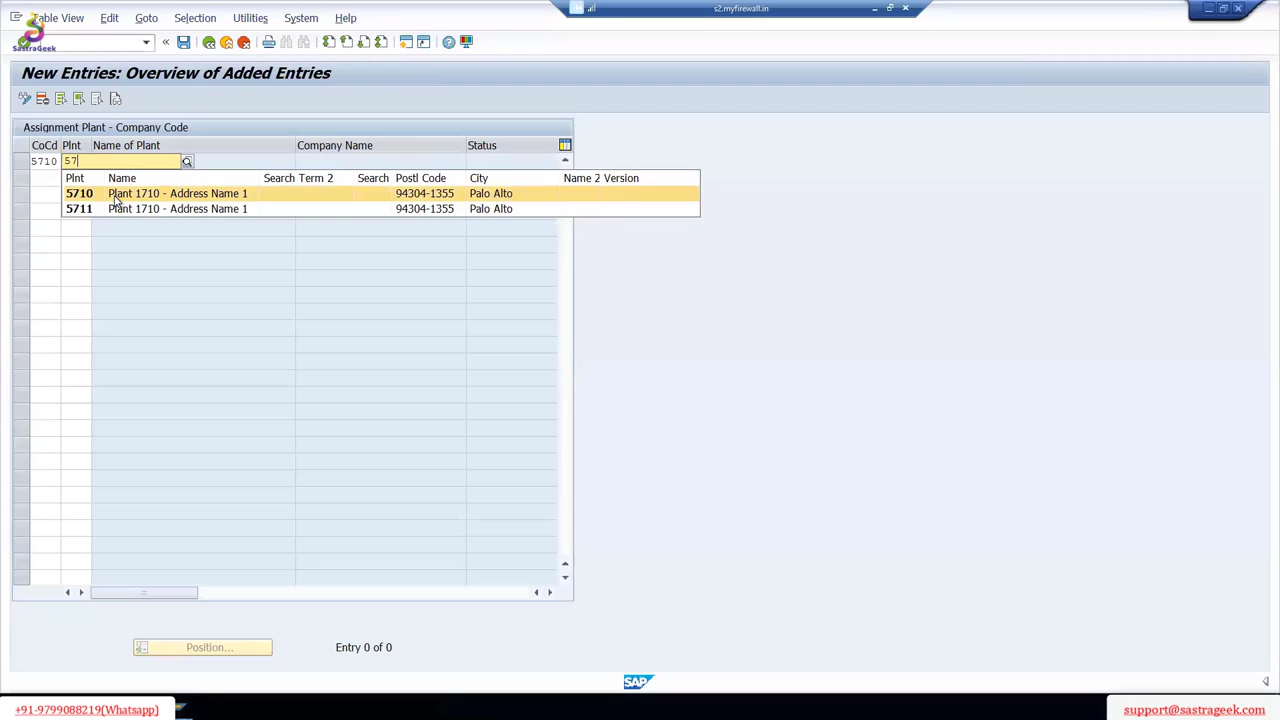 Table View Edit Goto Selection Utilities System Help
s2.myfirewall.in
SastraGeek
New Entries: Overview of Added Entries
Assignment Plant - Company Code
CoCd Plnt Name of Plant Company Name Status
5710 57
Plnt Name Search Term 2 Search Postl Code City Name 2 Version
5710 Plant 1710 - Address Name 1 94304-1355 Palo Alto
5711 Plant 1710 - Address Name 1 94304-1355 Palo Alto
Position... Entry 0 of 0
SAP
+91-9799088219(Whatsapp) support@sastrageek.com